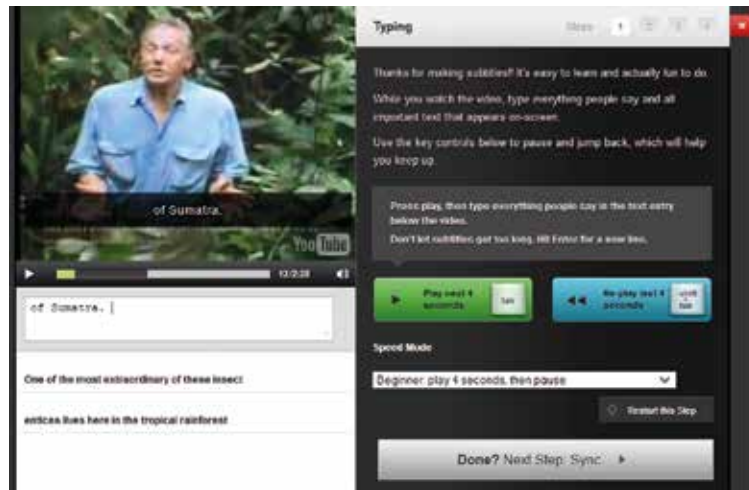 of Sumatra.
YouTube
of Sumatra.
One of the most extraordinary of these insect
entices lives here in the tropical rainforest
Typing
1
Thanks for making subtitles!! It's easy to learn and actually fun to do.
While you watch the video, type everything people say and all
important text that appears on-screen.
Use the key controls below to pause and jump back, which will help
you keep up.
Press play, then type everything people say in the text entry
below the video.
Don't let subtitles get too long. Hit Enter for a new line.
Play next 4
seconds
tab
Re-play last 4
seconds
tab
Speed Mode
Beginner: play 4 seconds, then pause
Restart this Step
Done? Next Step: Sync